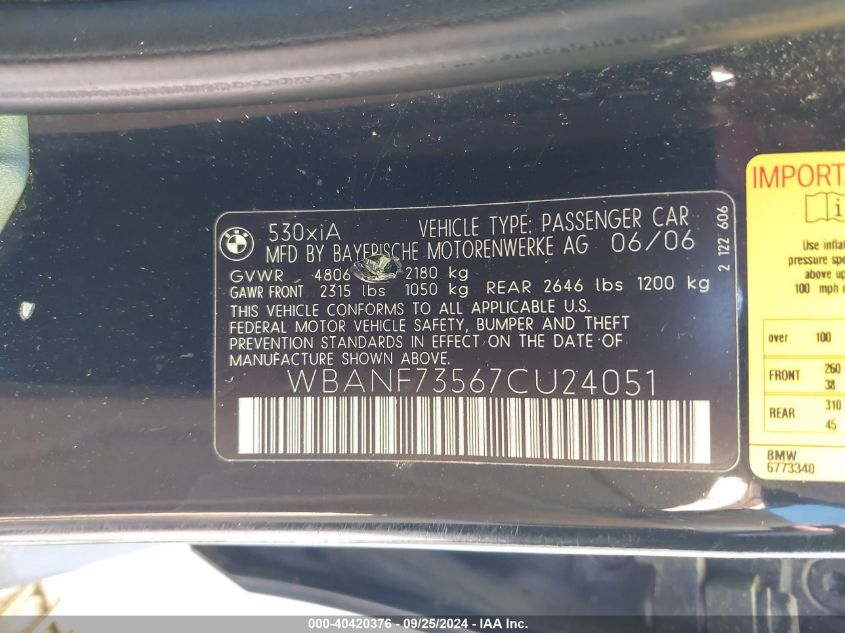 BMW
530xiA VEHICLE TYPE: PASSENGER CAR
MFD BY BAYERISCHE MOTORENWERKE AG 06/06
GVWR 4806 2180 kg
GAWR FRONT 2315 lbs 1050 kg REAR 2646 lbs 1200 kg
THIS VEHICLE CONFORMS TO ALL APPLICABLE U.S.
FEDERAL MOTOR VEHICLE SAFETY, BUMPER AND THEFT
PREVENTION STANDARDS IN EFFECT ON THE DATE OF
MANUFACTURE SHOWN ABOVE.
WBANF73567CU24051
2 122 606
IMPORTA
i
Use infla
pressure spe
above up
100 mph
over 100
FRONT 260
38
REAR 310
45
BMW
6773340
000-40420376 - 09/25/2024 - IAA, Inc.